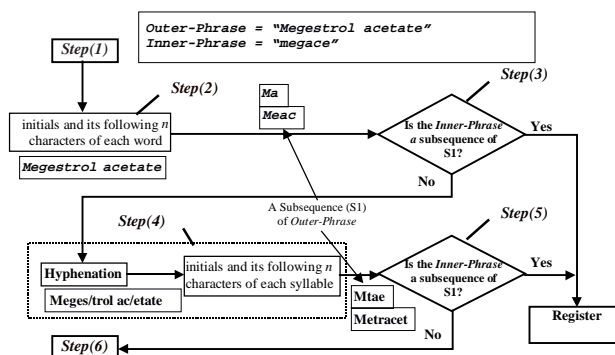 Outer-Phrase = “Megestrol acetate”
Inner-Phrase = “megace”
Step(1)
Step(2)
Step(3)
Ma
Meac
initials and its following n
characters of each word
Megestrol acetate
Is the Inner-Phrase
a subsequence of
S1?
Yes
No
A Subsequence (S1)
of Outer-Phrase
Step(4)
Step(5)
Hyphenation
Meges/trol ac/etate
initials and its following n
characters of each syllable
Mtae
Metracet
Is the Inner-Phrase
a subsequence of
S1?
Yes
No
Register
Step(6)